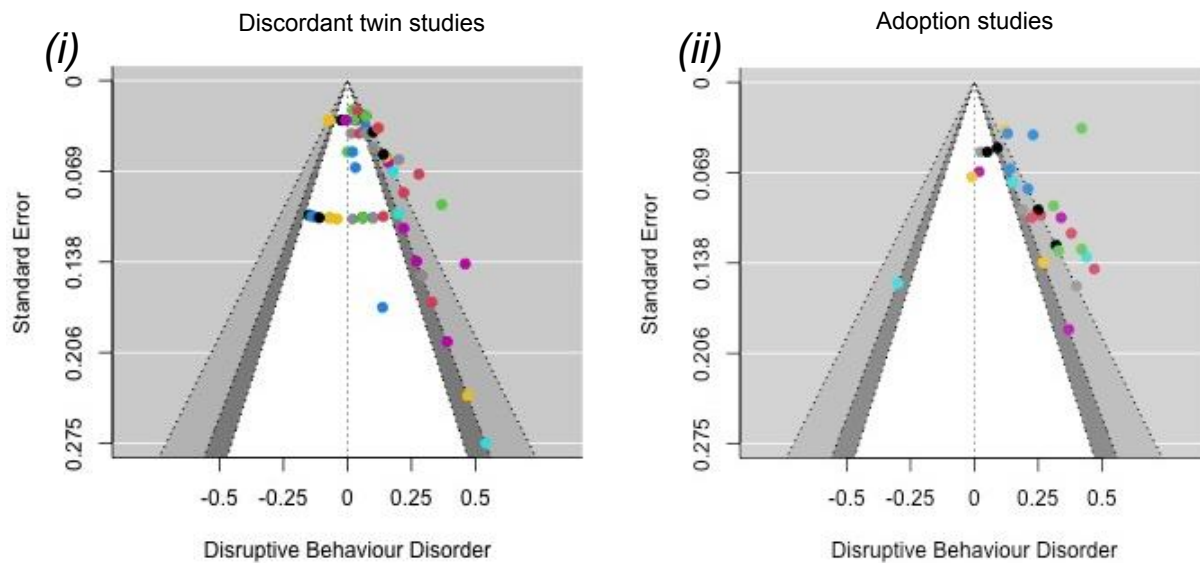 Discordant twin studies
(i)
Standard Error
0
0.069
0.138
0.206
0.275
-0.5
-0.25
0
0.25
0.5
Disruptive Behaviour Disorder
Adoption studies
(ii)
Standard Error
0
0.069
0.138
0.206
0.275
-0.5
-0.25
0
0.25
0.5
Disruptive Behaviour Disorder